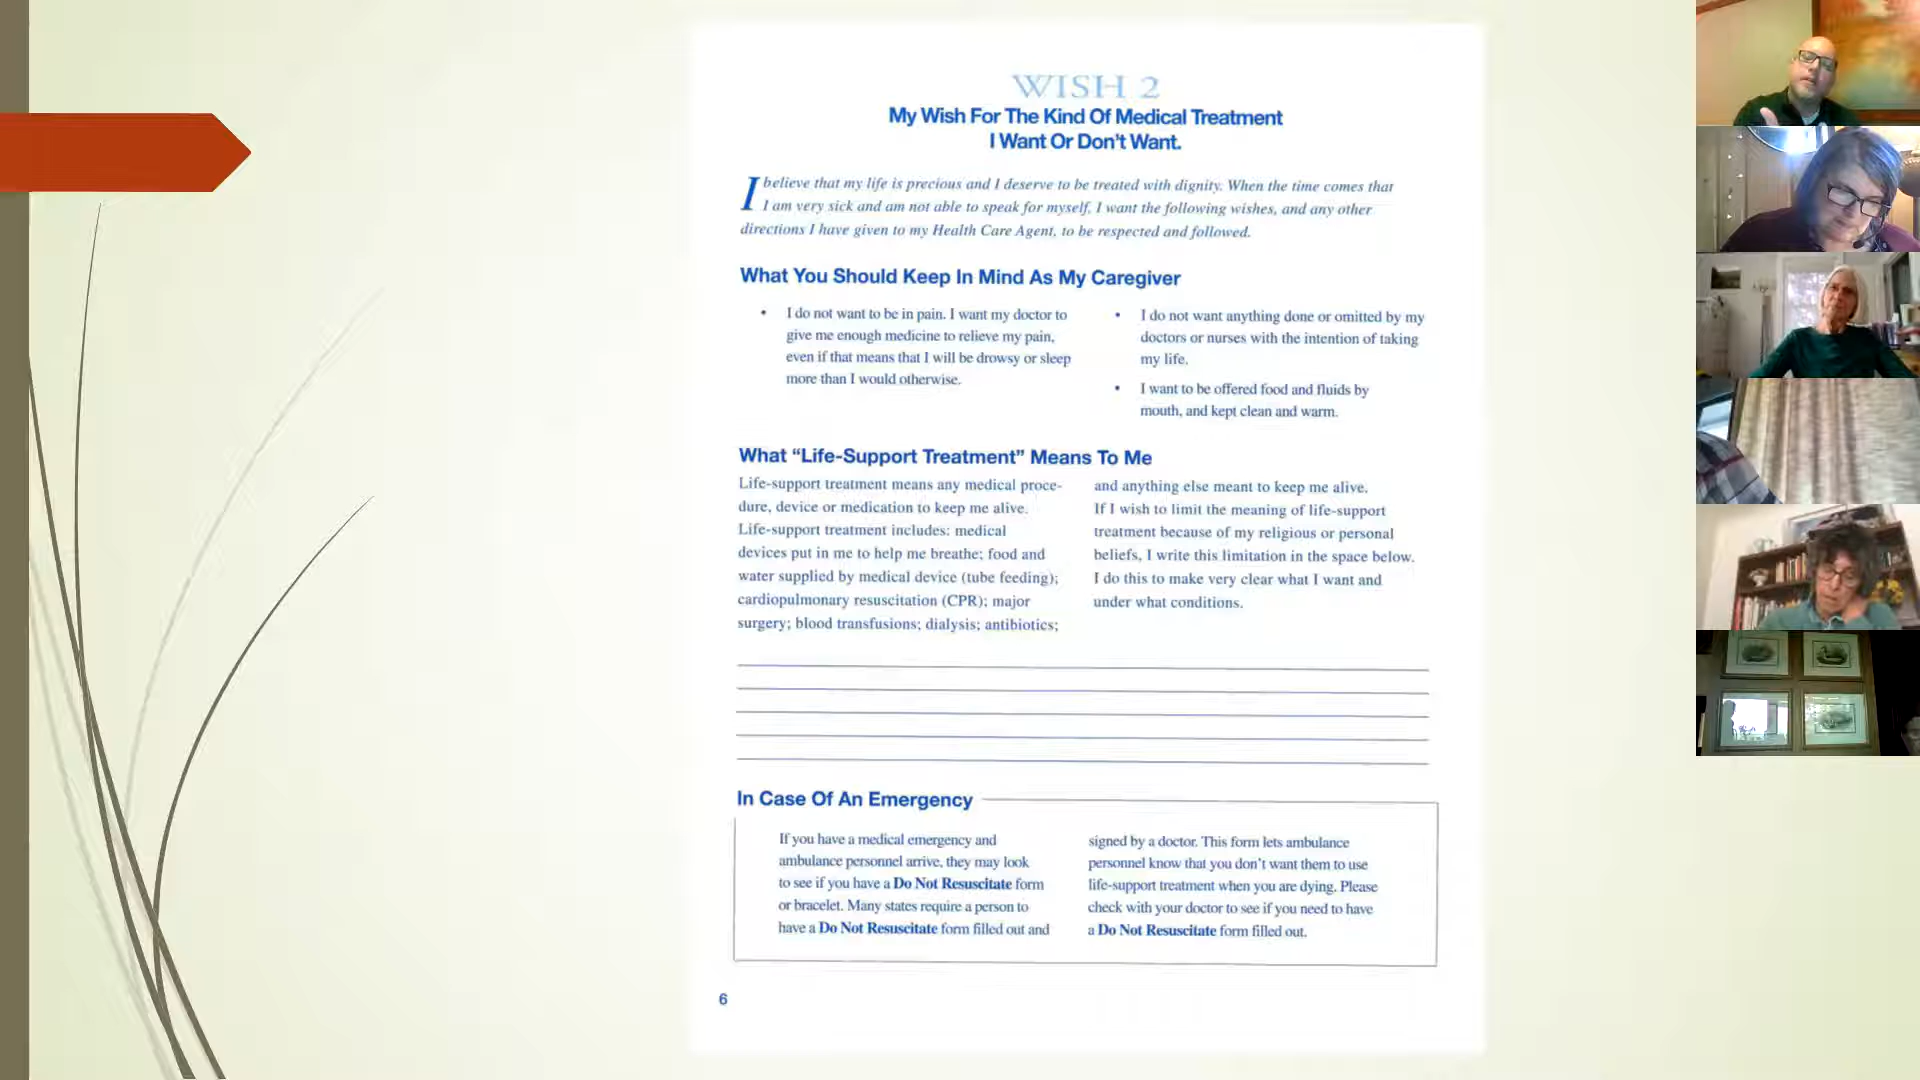 WISH 2
My Wish For The Kind Of Medical Treatment
I Want Or Don't Want.
I believe that my life is precious and I deserve to be treated with dignity. When the time comes that
I am very sick and am not able to speak for myself, I want the following wishes, and any other
directions I have given to my Health Care Agent, to be respected and followed.
What You Should Keep In Mind As My Caregiver
• I do not want to be in pain. I want my doctor to
give me enough medicine to relieve my pain,
even if that means that I will be drowsy or sleep
more than I would otherwise.
• I do not want anything done or omitted by my
doctors or nurses with the intention of taking
my life.
• I want to be offered food and fluids by
mouth, and kept clean and warm.
What “Life-Support Treatment” Means To Me
Life-support treatment means any medical proce-
dure, device or medication to keep me alive.
Life-support treatment includes: medical
devices put in me to help me breathe; food and
water supplied by medical device (tube feeding);
cardiopulmonary resuscitation (CPR); major
surgery; blood transfusions; dialysis; antibiotics;
and anything else meant to keep me alive.
If I wish to limit the meaning of life-support
treatment because of my religious or personal
beliefs, I write this limitation in the space below.
I do this to make very clear what I want and
under what conditions.
In Case Of An Emergency
If you have a medical emergency and
ambulance personnel arrive, they may look
to see if you have a Do Not Resuscitate form
or bracelet. Many states require a person to
have a Do Not Resuscitate form filled out and
signed by a doctor. This form lets ambulance
personnel know that you don't want them to use
life-support treatment when you are dying. Please
check with your doctor to see if you need to have
a Do Not Resuscitate form filled out.
6